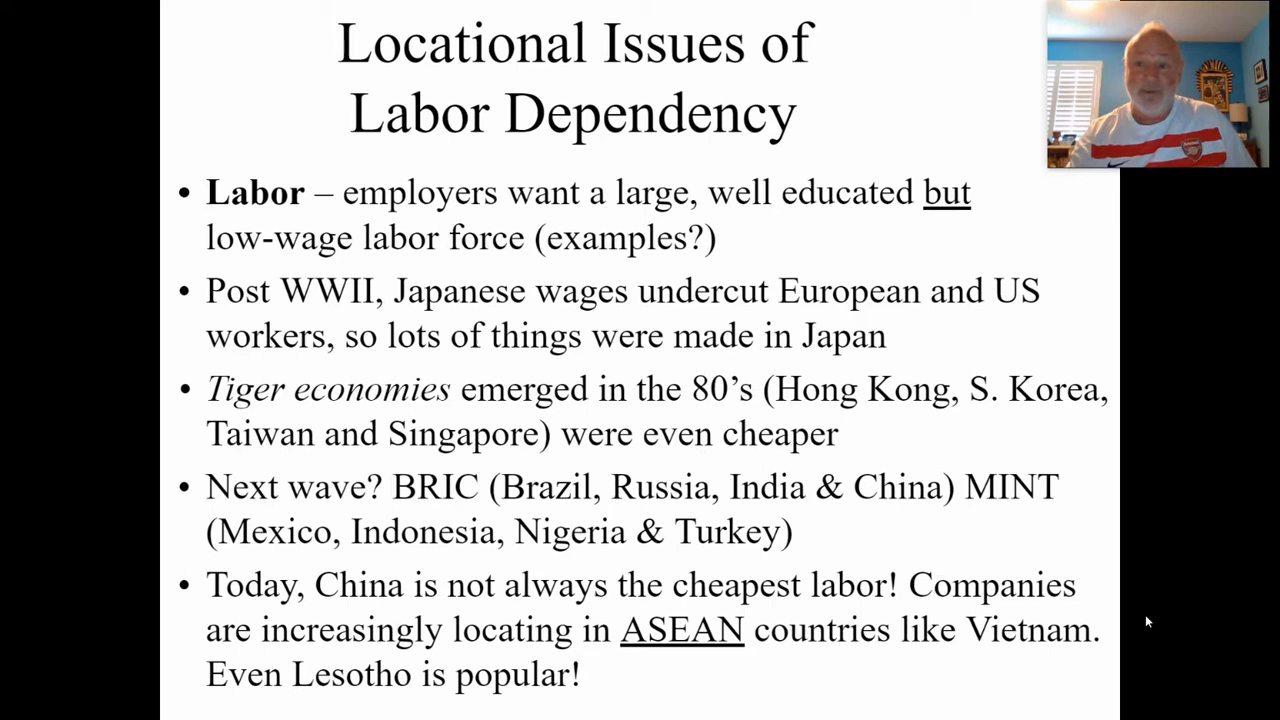 Locational Issues of
Labor Dependency
• Labor – employers want a large, well educated but
low-wage labor force (examples?)
• Post WWII, Japanese wages undercut European and US
workers, so lots of things were made in Japan
• Tiger economies emerged in the 80’s (Hong Kong, S. Korea,
Taiwan and Singapore) were even cheaper
• Next wave? BRIC (Brazil, Russia, India & China) MINT
(Mexico, Indonesia, Nigeria & Turkey)
• Today, China is not always the cheapest labor! Companies
are increasingly locating in ASEAN countries like Vietnam.
Even Lesotho is popular!